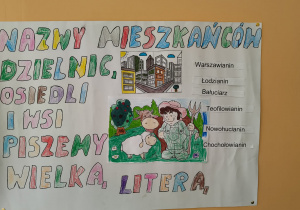 NAZWY MIESZKAŃCÓW
DZIELNIC,
OSIEDLI
I WSI
PISZEMY
WIELKĄ LITERĄ,
Warszawianin
Łodzianin
Bałuciarz
Teofilowianin
Nowohucianin
Chochołowianin